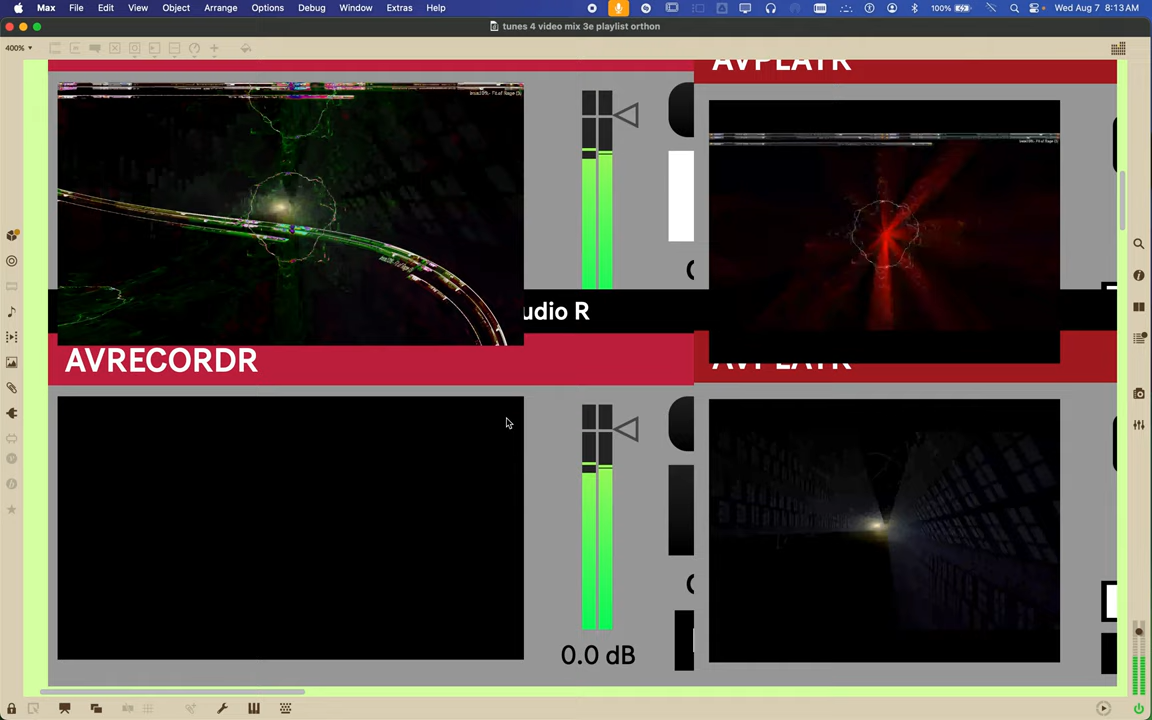 Max File Edit View Object Arrange Options Debug Window Extras Help
100% Wed Aug 7 8:13 AM
tunes 4 video mix 3e playlist orthon
400%
AVPLAYR
udio R
AVRECORDR
AVPLAYR
0.0 dB